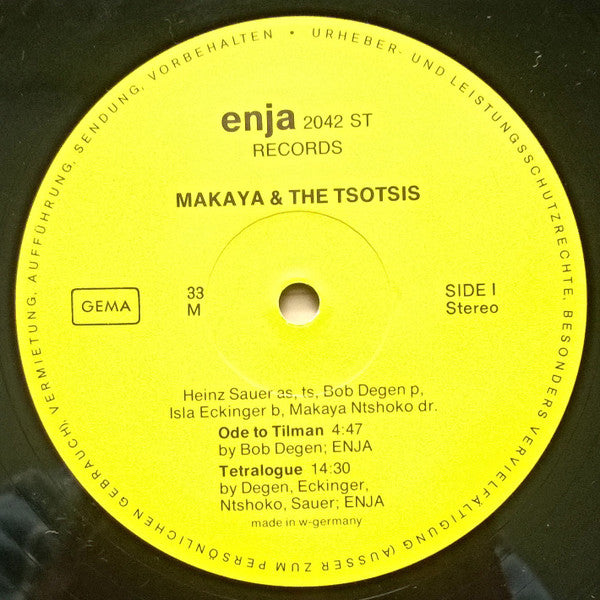 URHEBER- UND LEISTUNGSSCHUTZRECHTE, BESONDERS VERVIELFÄLTIGUNG (AUSSER ZUM PERSÖNLICHEN GEBRAUCH), VERMIETUNG, AUFFÜHRUNG, SENDUNG, VORBEHALTEN •
enja 2042 ST
RECORDS
MAKAYA & THE TSOTSIS
GEMA
33
M
SIDE I
Stereo
Heinz Sauer as, ts, Bob Degen p,
Isla Eckinger b, Makaya Ntshoko dr.
Ode to Tilman 4:47
by Bob Degen; ENJA
Tetralogue 14:30
by Degen, Eckinger,
Ntshoko, Sauer; ENJA
made in w-germany